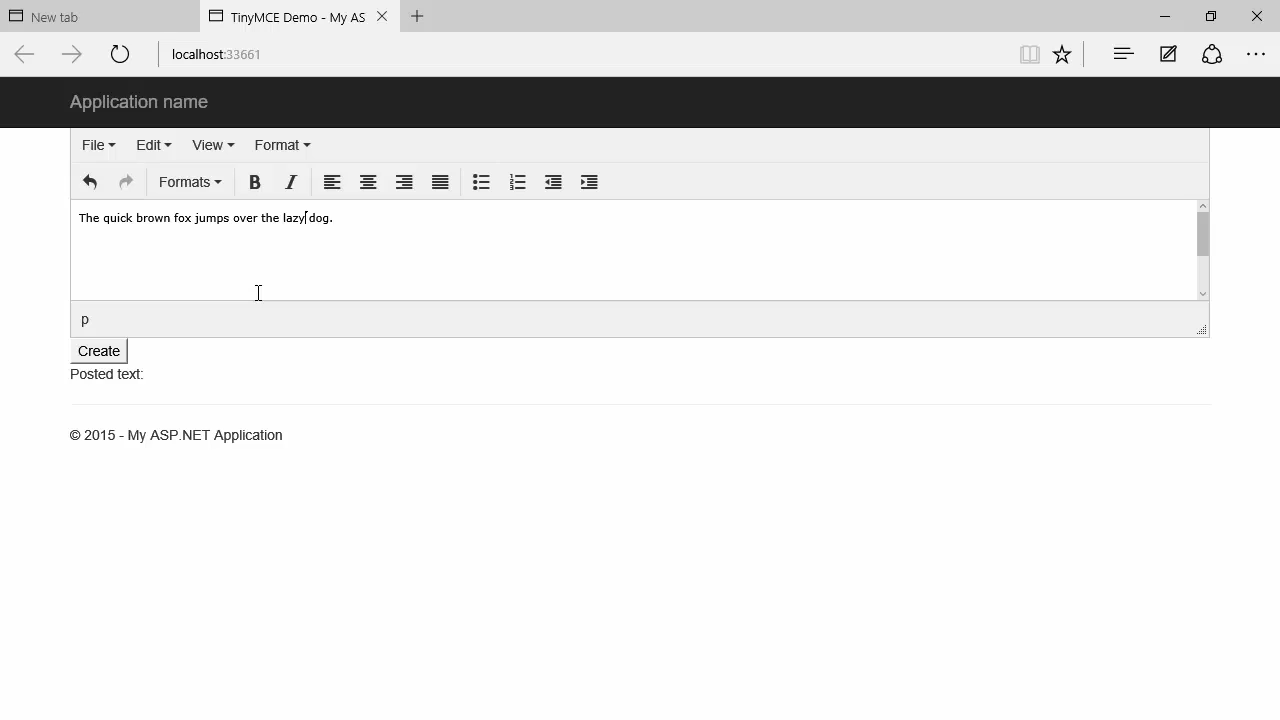 New tab
TinyMCE Demo - My AS
localhost:33661
Application name
File Edit View Format
Formats B I
The quick brown fox jumps over the lazy dog.
p
Create
Posted text:
© 2015 - My ASP.NET Application